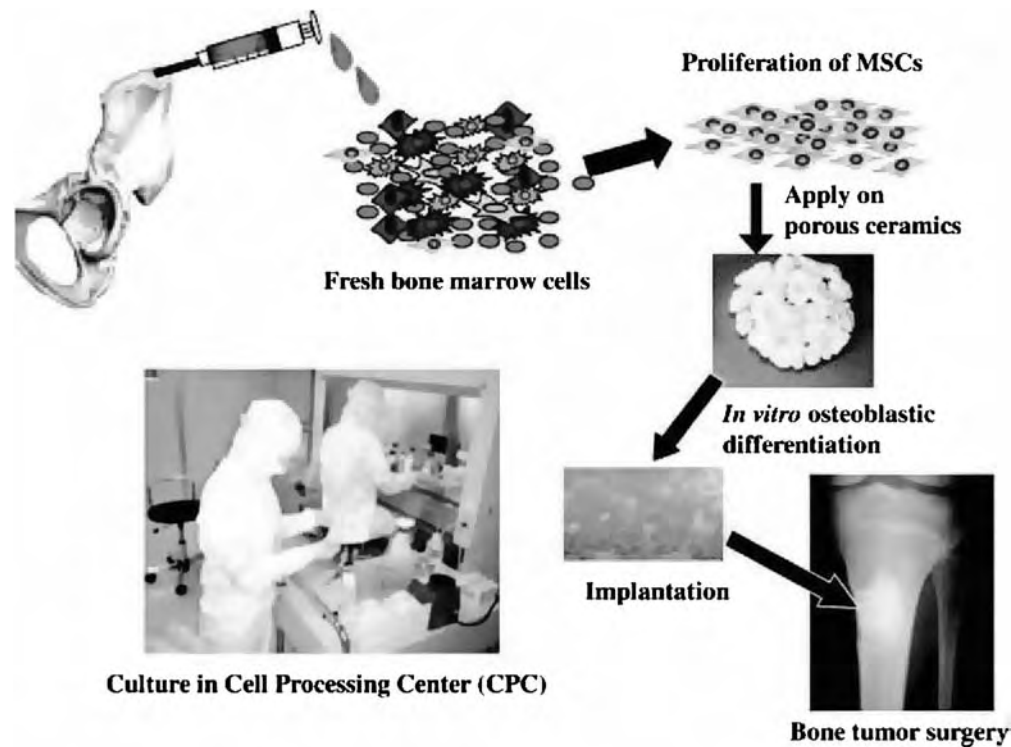 Proliferation of MSCs
Apply on
porous ceramics
Fresh bone marrow cells
In vitro osteoblastic
differentiation
Implantation
Culture in Cell Processing Center (CPC)
Bone tumor surgery